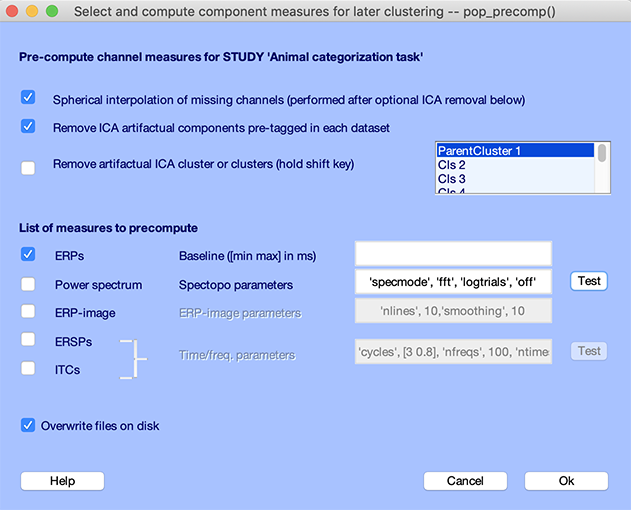 Select and compute component measures for later clustering -- pop_precomp()
Pre-compute channel measures for STUDY 'Animal categorization task'
Spherical interpolation of missing channels (performed after optional ICA removal below)
Remove ICA artifactual components pre-tagged in each dataset
Remove artifactual ICA cluster or clusters (hold shift key)
ParentCluster 1
Cls 2
Cls 3
Cls 4
List of measures to precompute
ERPs Baseline ([min max] in ms)
Power spectrum Spectopo parameters 'specmode', 'fft', 'logtrials', 'off' Test
ERP-image ERP-image parameters 'nlines', 10,'smoothing', 10
ERSPs
Time/freq. parameters 'cycles', [3 0.8], 'nfreqs', 100, 'ntimes Test
ITCs
Overwrite files on disk
Help Cancel Ok